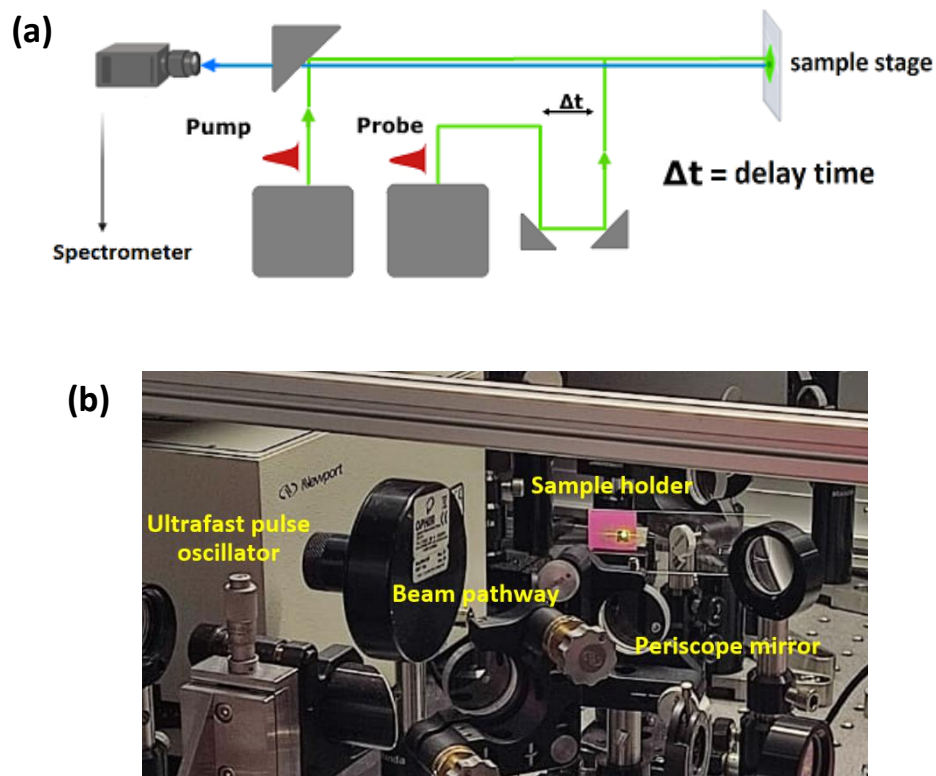 (a)
sample stage
Δt
Pump
Probe
Δt = delay time
Spectrometer
(b)
Newport
Sample holder
OPHIR
Ultrafast pulse
oscillator
Beam pathway
Periscope mirror